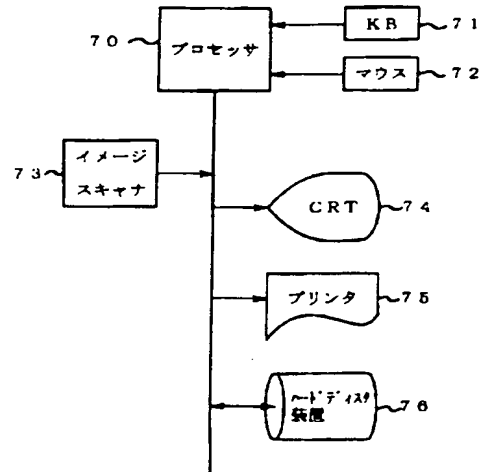 70
プロセッサ
KB
71
マウス
72
73
イメージ
スキャナ
CRT
74
プリンタ
75
ハードディスク
装置
76